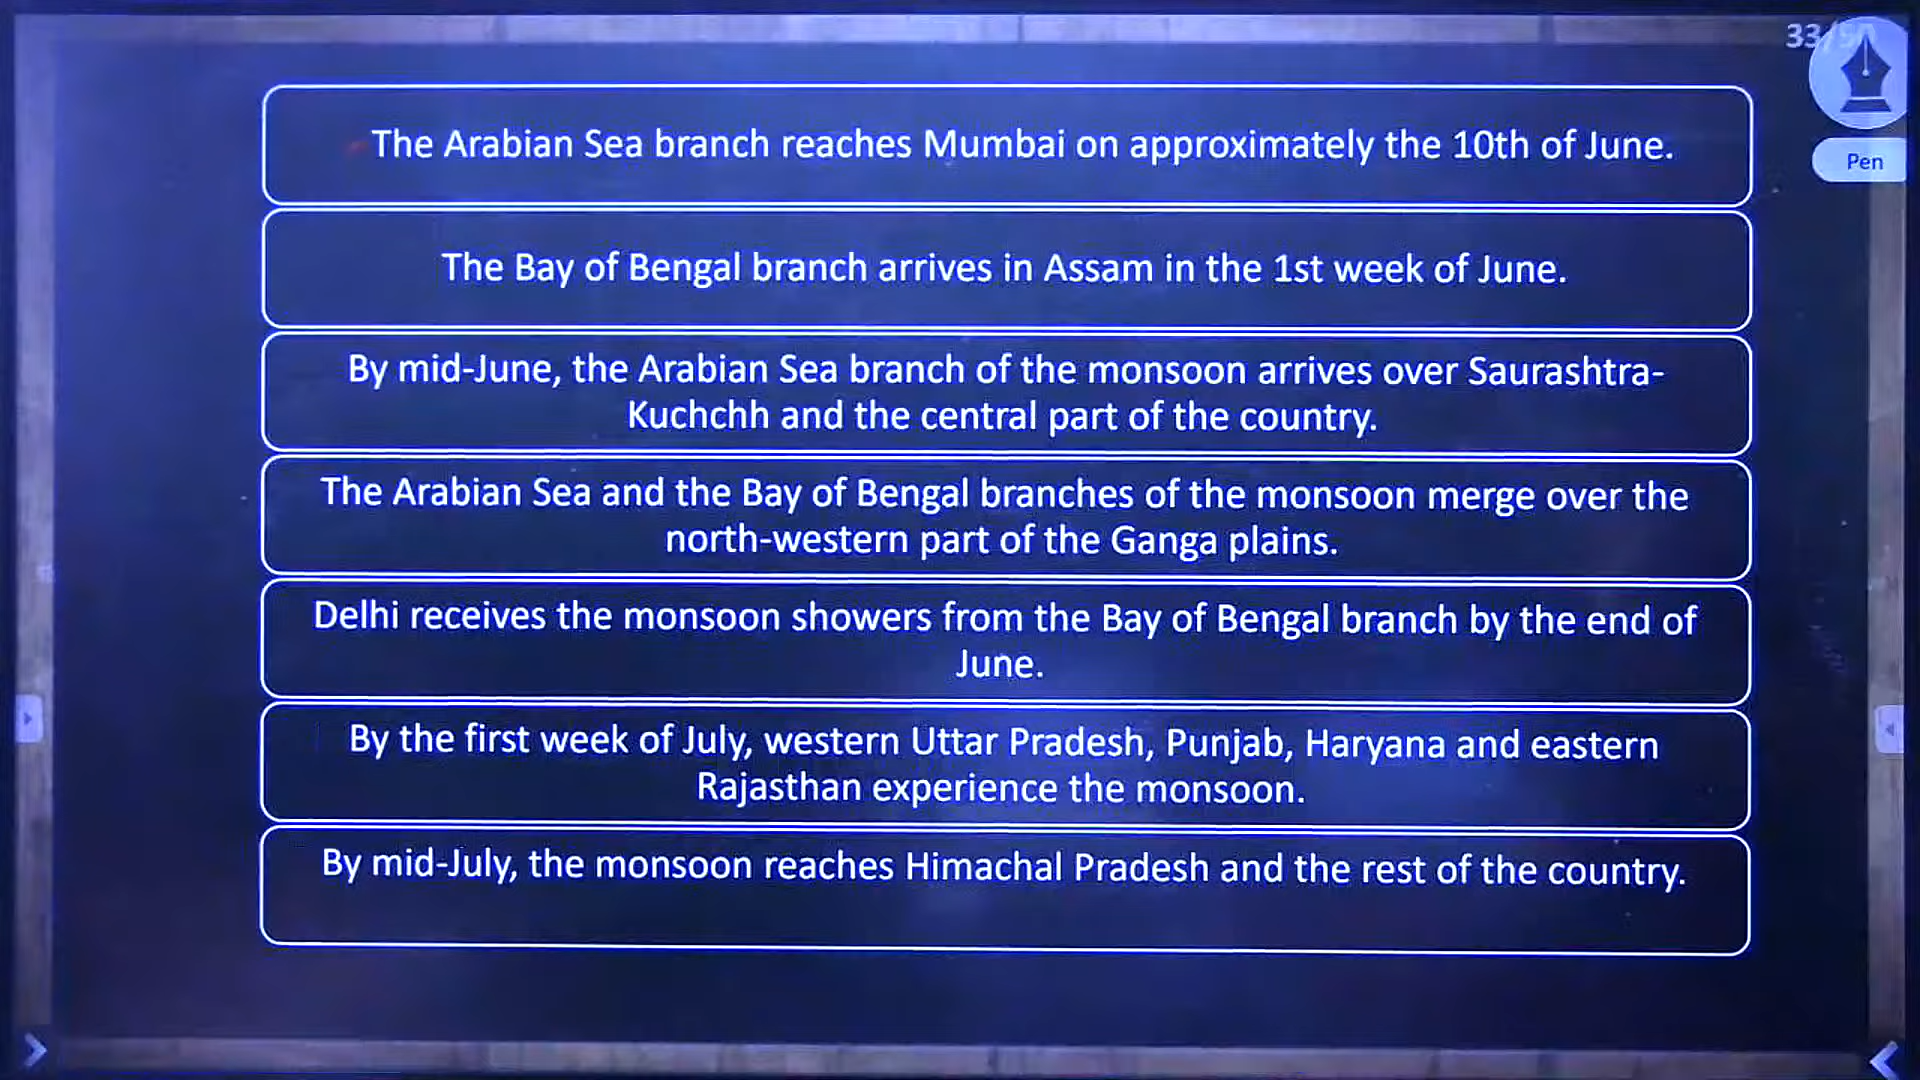 33/5
Pen
The Arabian Sea branch reaches Mumbai on approximately the 10th of June.
The Bay of Bengal branch arrives in Assam in the 1st week of June.
By mid-June, the Arabian Sea branch of the monsoon arrives over Saurashtra-
Kuchchh and the central part of the country.
The Arabian Sea and the Bay of Bengal branches of the monsoon merge over the
north-western part of the Ganga plains.
Delhi receives the monsoon showers from the Bay of Bengal branch by the end of
June.
By the first week of July, western Uttar Pradesh, Punjab, Haryana and eastern
Rajasthan experience the monsoon.
By mid-July, the monsoon reaches Himachal Pradesh and the rest of the country.